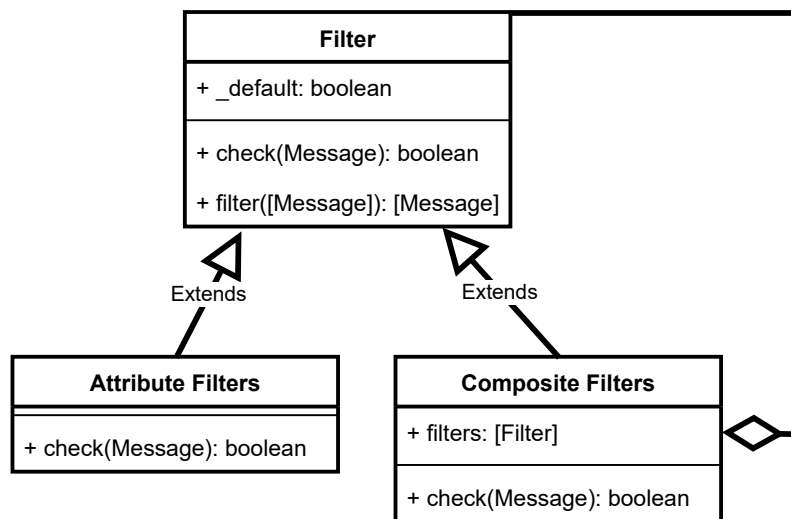 Filter
+ _default: boolean
+ check(Message): boolean
+ filter([Message]): [Message]
Extends
Extends
Attribute Filters
+ check(Message): boolean
Composite Filters
+ filters: [Filter]
+ check(Message): boolean